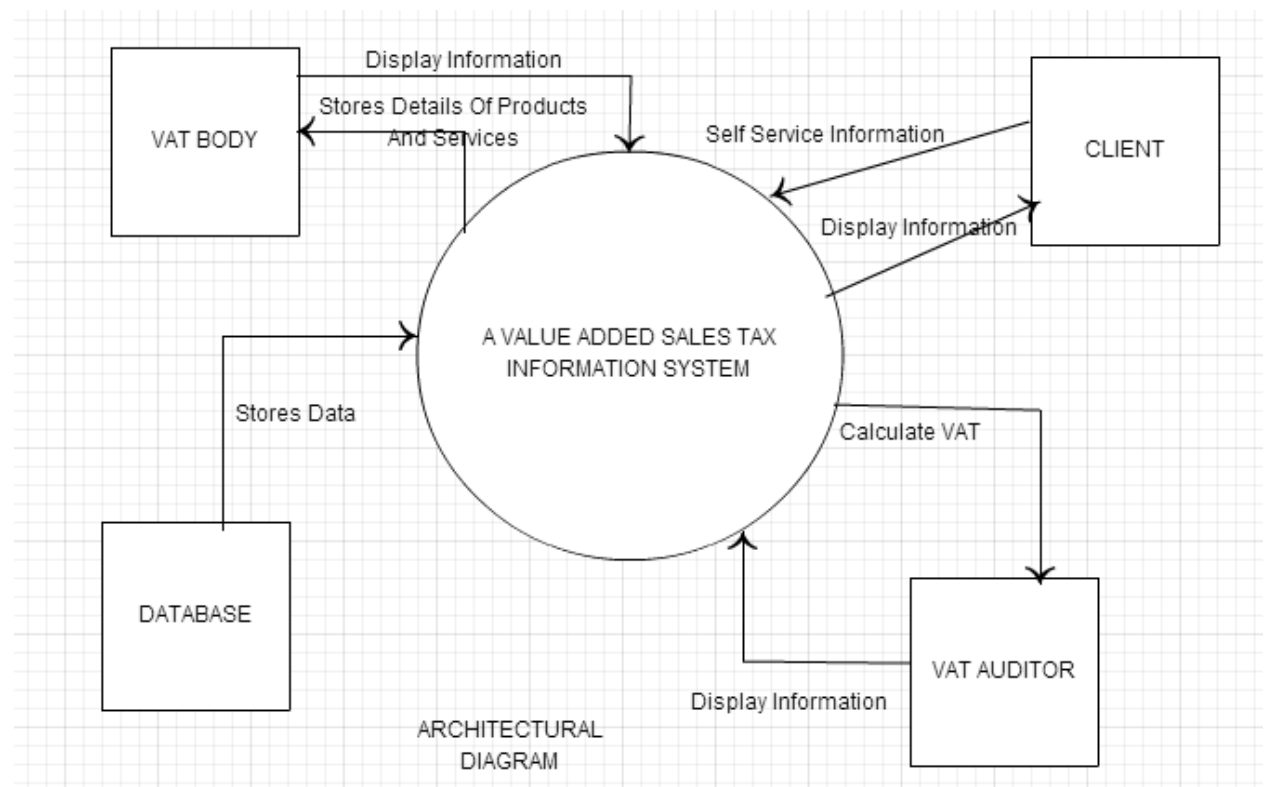 Display Information
Stores Details Of Products
And Services
VAT BODY
Self Service Information
CLIENT
Display Information
A VALUE ADDED SALES TAX
INFORMATION SYSTEM
Stores Data
Calculate VAT
DATABASE
VAT AUDITOR
Display Information
ARCHITECTURAL
DIAGRAM